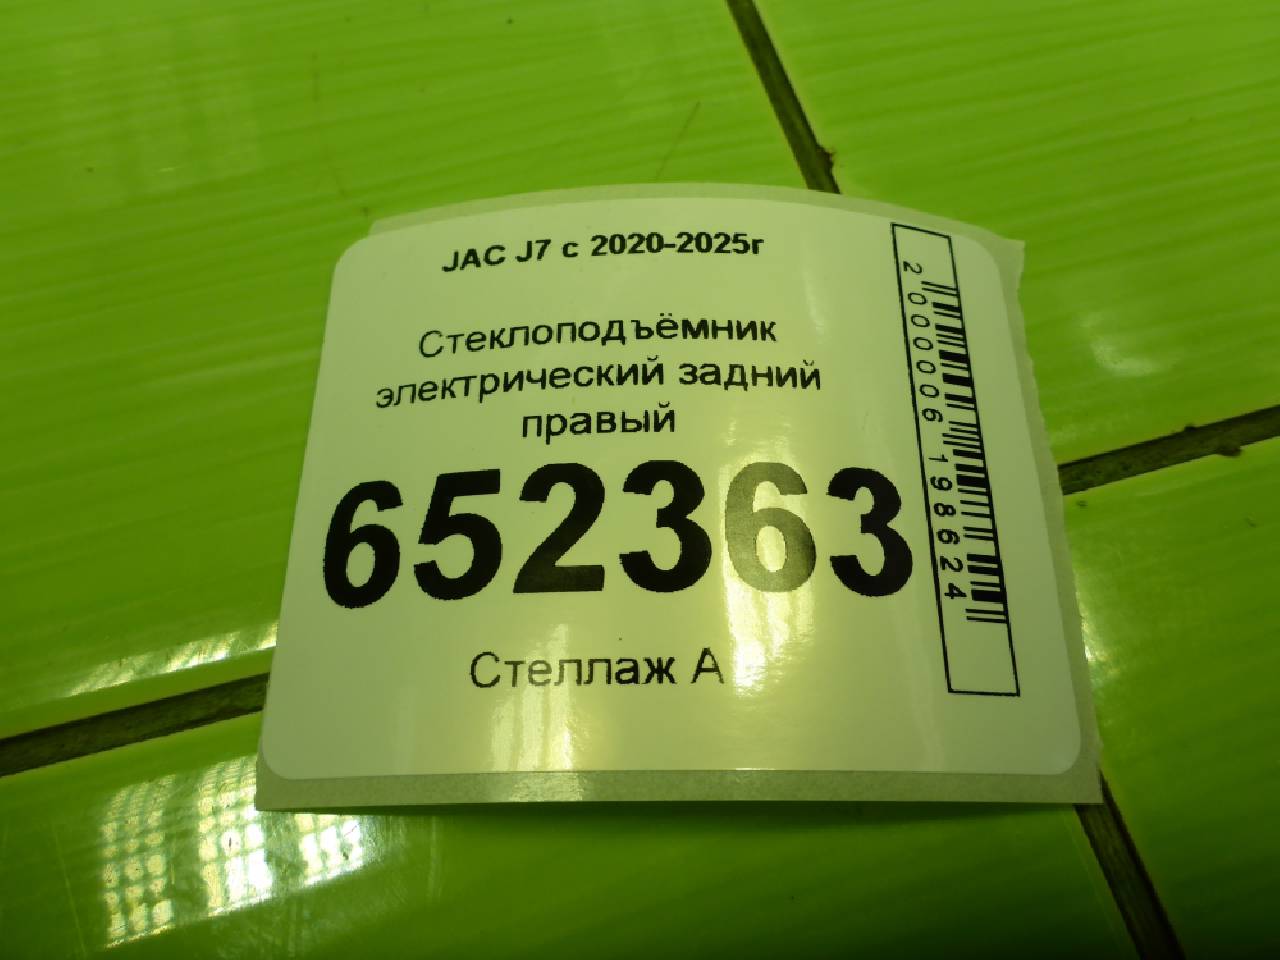 JAC J7 с 2020-2025г
Стеклоподъёмник
электрический задний
правый
652363
Стеллаж А
2000006198624